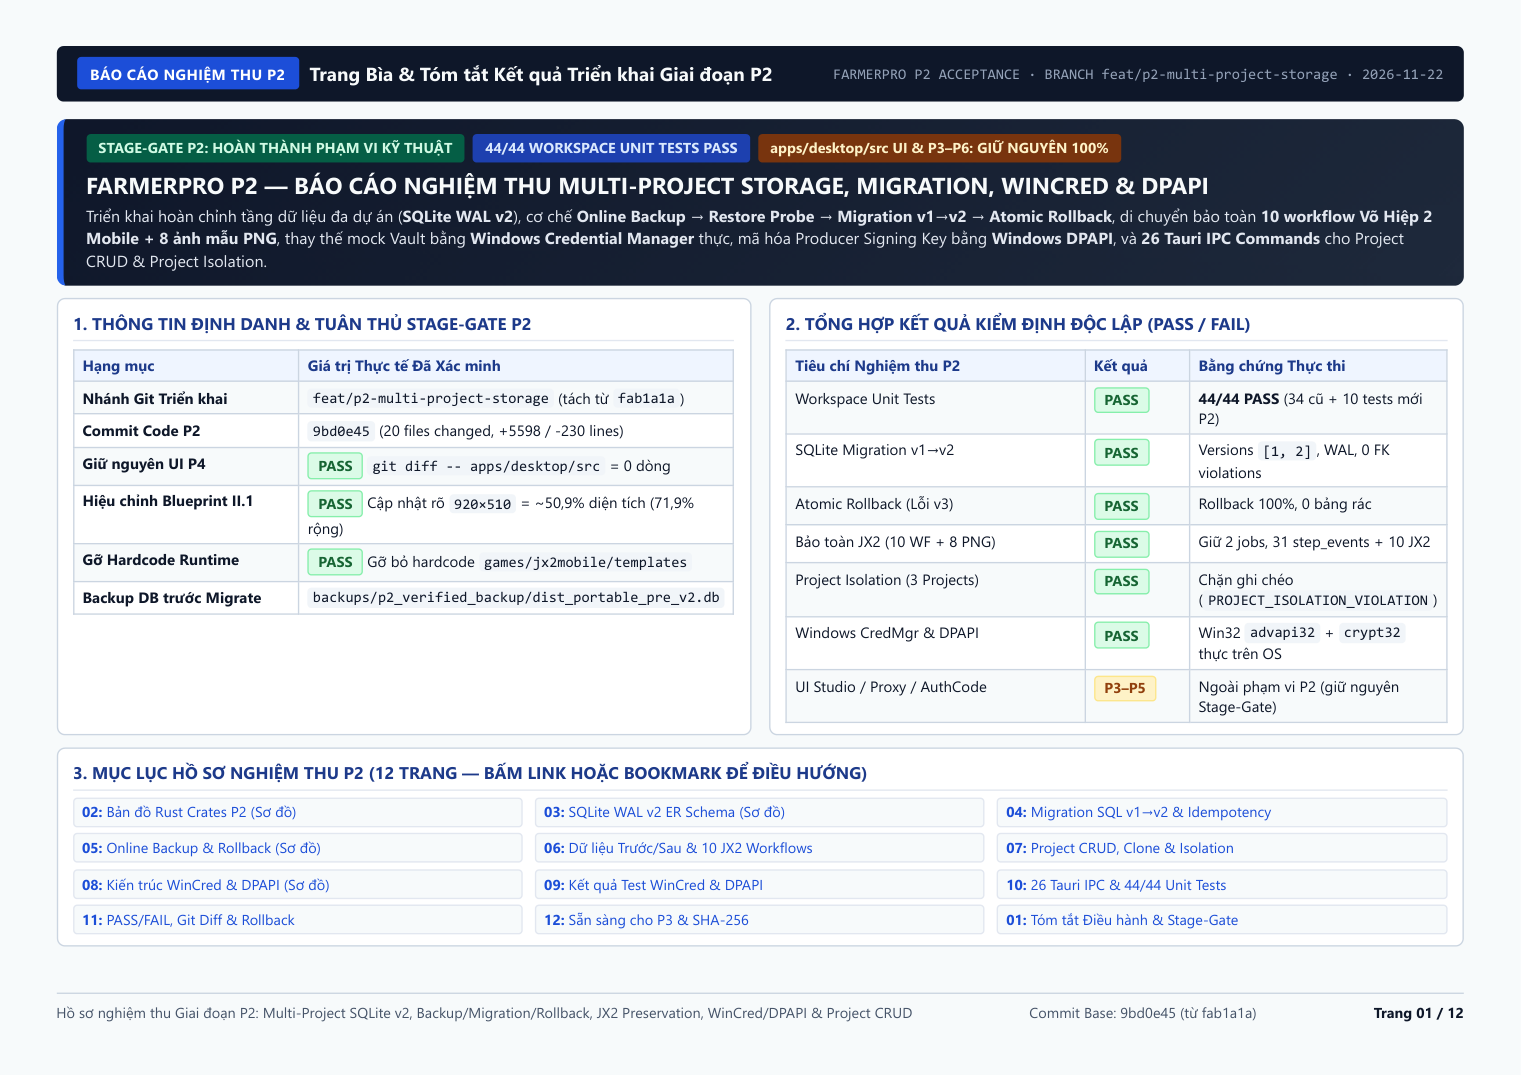 BÁO CÁO NGHIỆM THU P2
Trang Bìa & Tóm tắt Kết quả Triển khai Giai đoạn P2
FARMERPRO P2 ACCEPTANCE · BRANCH feat/p2-multi-project-storage · 2026-11-22
STAGE-GATE P2: HOÀN THÀNH PHẠM VI KỸ THUẬT
44/44 WORKSPACE UNIT TESTS PASS
apps/desktop/src UI & P3–P6: GIỮ NGUYÊN 100%
FARMERPRO P2 — BÁO CÁO NGHIỆM THU MULTI-PROJECT STORAGE, MIGRATION, WINCRED & DPAPI
Triển khai hoàn chỉnh tầng dữ liệu đa dự án (SQLite WAL v2), cơ chế Online Backup → Restore Probe → Migration v1→v2 → Atomic Rollback, di chuyển bảo toàn 10 workflow Võ Hiệp 2
Mobile + 8 ảnh mẫu PNG, thay thế mock Vault bằng Windows Credential Manager thực, mã hóa Producer Signing Key bằng Windows DPAPI, và 26 Tauri IPC Commands cho Project
CRUD & Project Isolation.
1. THÔNG TIN ĐỊNH DANH & TUÂN THỦ STAGE-GATE P2
Hạng mục
Giá trị Thực tế Đã Xác minh
Nhánh Git Triển khai
feat/p2-multi-project-storage (tách từ fab1a1a )
Commit Code P2
9bd0e45 (20 files changed, +5598 / -230 lines)
Giữ nguyên UI P4
PASS git diff -- apps/desktop/src = 0 dòng
Hiệu chỉnh Blueprint II.1
PASS Cập nhật rõ 920×510 = ~50,9% diện tích (71,9%
rộng)
Gỡ Hardcode Runtime
PASS Gỡ bỏ hardcode games/jx2mobile/templates
Backup DB trước Migrate
backups/p2_verified_backup/dist_portable_pre_v2.db
2. TỔNG HỢP KẾT QUẢ KIỂM ĐỊNH ĐỘC LẬP (PASS / FAIL)
Tiêu chí Nghiệm thu P2
Kết quả
Bằng chứng Thực thi
Workspace Unit Tests
PASS
44/44 PASS (34 cũ + 10 tests mới
P2)
SQLite Migration v1→v2
PASS
Versions [1, 2] , WAL, 0 FK
violations
Atomic Rollback (Lỗi v3)
PASS
Rollback 100%, 0 bảng rác
Bảo toàn JX2 (10 WF + 8 PNG)
PASS
Giữ 2 jobs, 31 step_events + 10 JX2
Project Isolation (3 Projects)
PASS
Chặn ghi chéo
( PROJECT_ISOLATION_VIOLATION )
Windows CredMgr & DPAPI
PASS
Win32 advapi32 + crypt32
thực trên OS
UI Studio / Proxy / AuthCode
P3–P5
Ngoài phạm vi P2 (giữ nguyên
Stage-Gate)
3. MỤC LỤC HỒ SƠ NGHIỆM THU P2 (12 TRANG — BẤM LINK HOẶC BOOKMARK ĐỂ ĐIỀU HƯỚNG)
02: Bản đồ Rust Crates P2 (Sơ đồ)
03: SQLite WAL v2 ER Schema (Sơ đồ)
04: Migration SQL v1→v2 & Idempotency
05: Online Backup & Rollback (Sơ đồ)
06: Dữ liệu Trước/Sau & 10 JX2 Workflows
07: Project CRUD, Clone & Isolation
08: Kiến trúc WinCred & DPAPI (Sơ đồ)
09: Kết quả Test WinCred & DPAPI
10: 26 Tauri IPC & 44/44 Unit Tests
11: PASS/FAIL, Git Diff & Rollback
12: Sẵn sàng cho P3 & SHA-256
01: Tóm tắt Điều hành & Stage-Gate
Hồ sơ nghiệm thu Giai đoạn P2: Multi-Project SQLite v2, Backup/Migration/Rollback, JX2 Preservation, WinCred/DPAPI & Project CRUD
Commit Base: 9bd0e45 (từ fab1a1a)
Trang 01 / 12